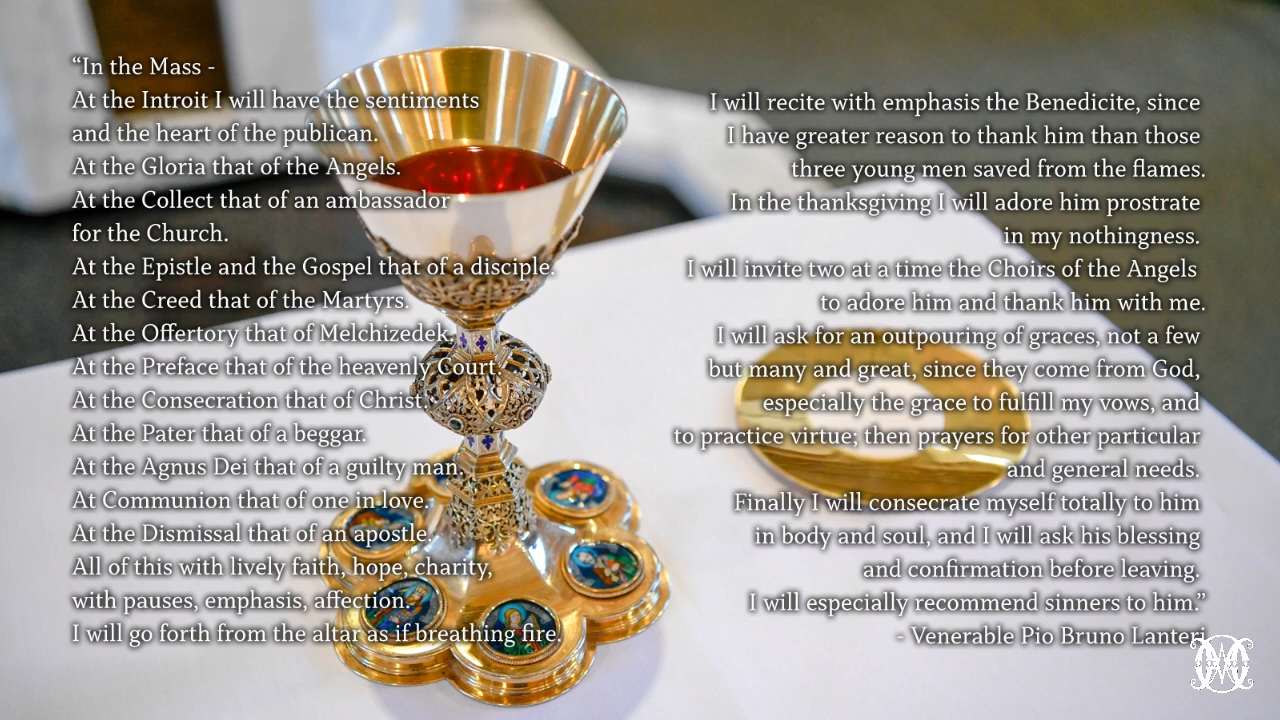 “In the Mass -
At the Introit I will have the sentiments
and the heart of the publican.
At the Gloria that of the Angels.
At the Collect that of an ambassador
for the Church.
At the Epistle and the Gospel that of a disciple.
At the Creed that of the Martyrs.
At the Offertory that of Melchizedek.
At the Preface that of the heavenly Court.
At the Consecration that of Christ.
At the Pater that of a beggar.
At the Agnus Dei that of a guilty man.
At Communion that of one in love.
At the Dismissal that of an apostle.
All of this with lively faith, hope, charity,
with pauses, emphasis, affection.
I will go forth from the altar as if breathing fire.
I will recite with emphasis the Benedicite, since
I have greater reason to thank him than those
three young men saved from the flames.
In the thanksgiving I will adore him prostrate
in my nothingness.
I will invite two at a time the Choirs of the Angels
to adore him and thank him with me.
I will ask for an outpouring of graces, not a few
but many and great, since they come from God,
especially the grace to fulfill my vows, and
to practice virtue; then prayers for other particular
and general needs.
Finally I will consecrate myself totally to him
in body and soul, and I will ask his blessing
and confirmation before leaving.
I will especially recommend sinners to him.”
- Venerable Pio Bruno Lanteri